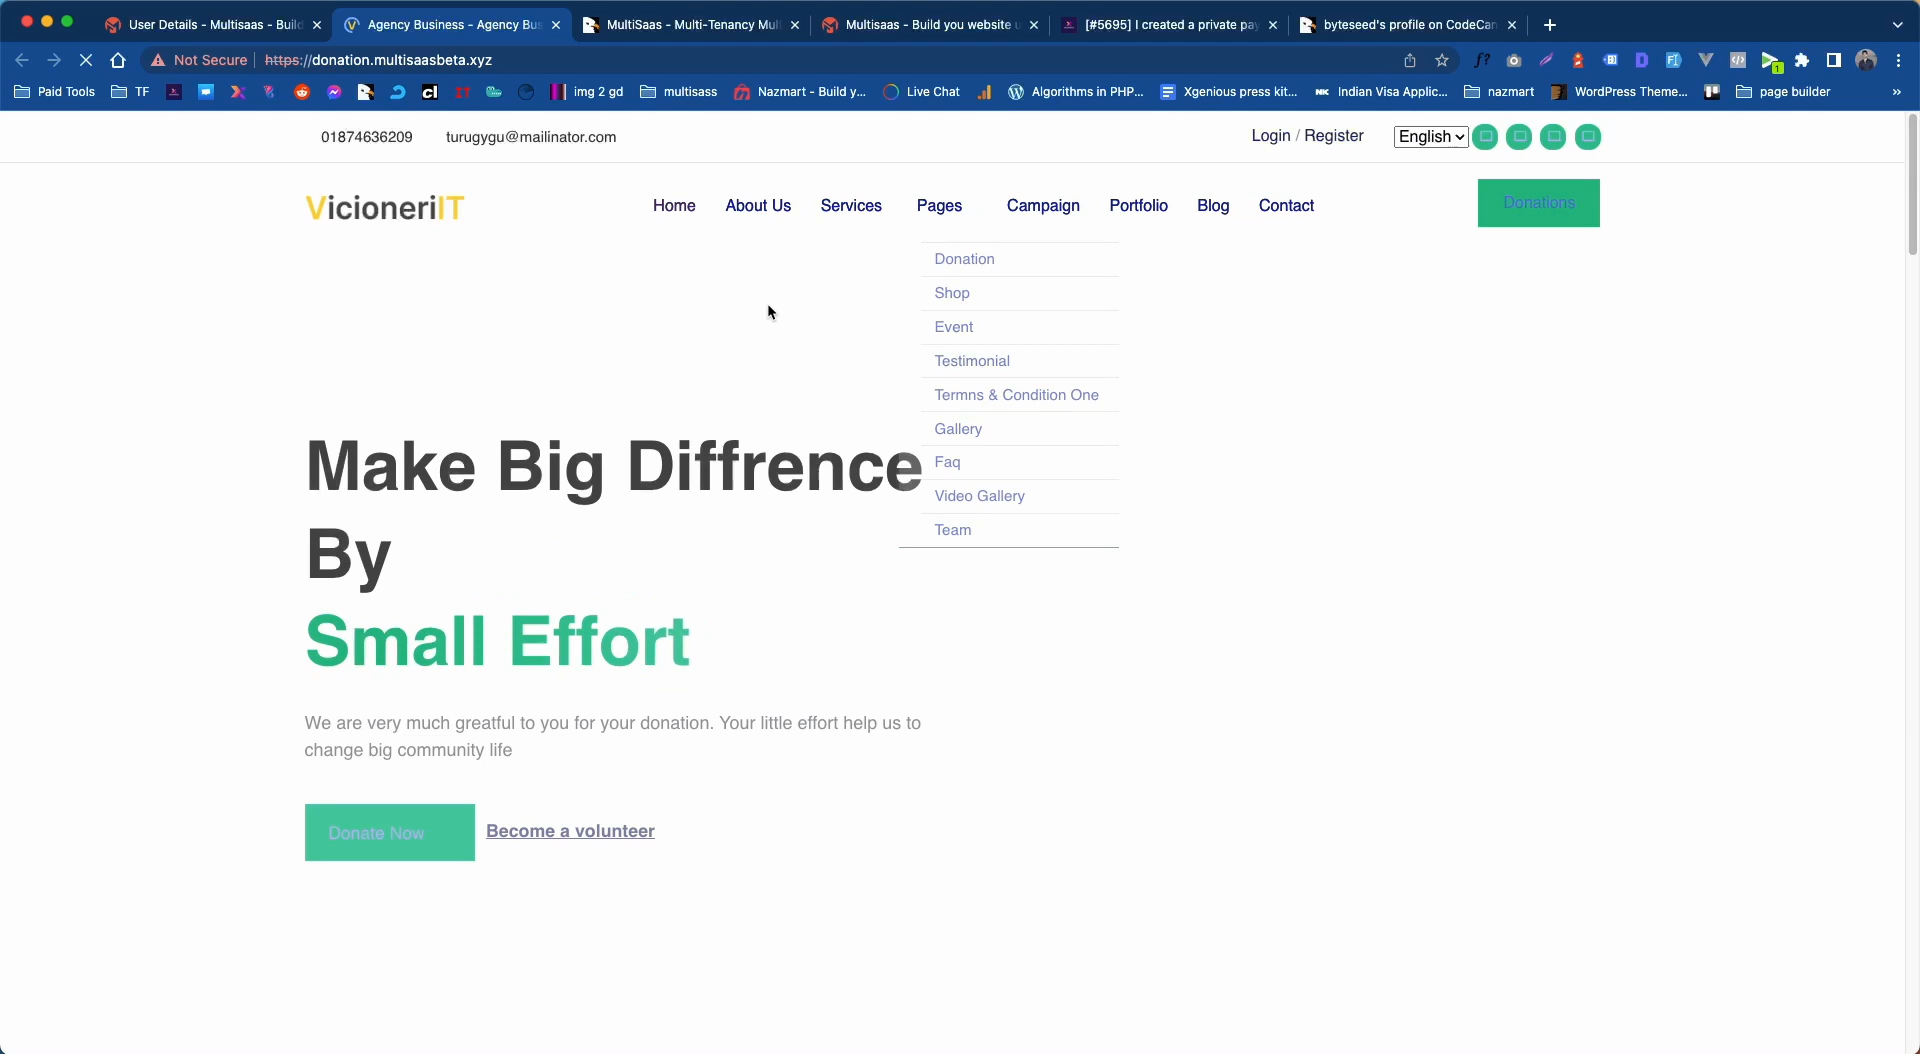 User Details - Multisaas - Build
Agency Business - Agency Bus
MultiSaas - Multi-Tenancy Mul
Multisaas - Build you website u
[#5695] I created a private pay
byteseed's profile on CodeCan
Not Secure https://donation.multisaasbeta.xyz
Paid Tools TF img 2 gd multisass Nazmart - Build y... Live Chat Algorithms in PHP... Xgenious press kit... Indian Visa Applic... nazmart WordPress Theme... page builder »
01874636209 turugygu@mailinator.com Login / Register English
VicioneriIT Home About Us Services Pages Campaign Portfolio Blog Contact Donations
Donation
Shop
Event
Testimonial
Termns & Condition One
Gallery
Faq
Video Gallery
Team
Make Big Diffrence
By
Small Effort
We are very much greatful to you for your donation. Your little effort help us to
change big community life
Donate Now Become a volunteer